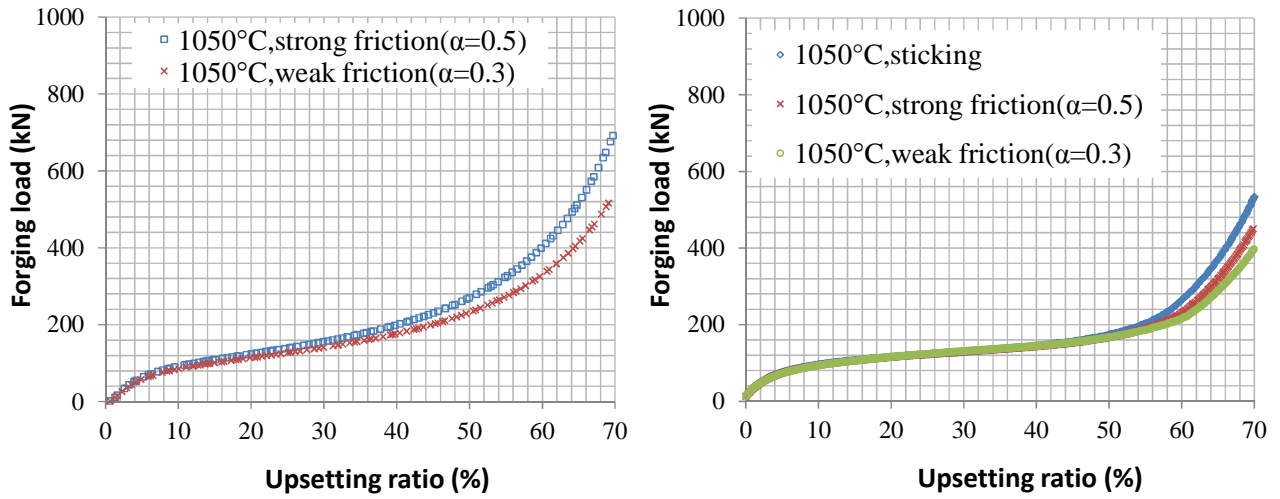 1000
800
600
400
200
0
Forging load (kN)
1050°C,strong friction(α=0.5)
1050°C,weak friction(α=0.3)
0 10 20 30 40 50 60 70
Upsetting ratio (%)
1000
800
600
400
200
0
Forging load (kN)
1050°C,sticking
1050°C,strong friction(α=0.5)
1050°C,weak friction(α=0.3)
0 10 20 30 40 50 60 70
Upsetting ratio (%)